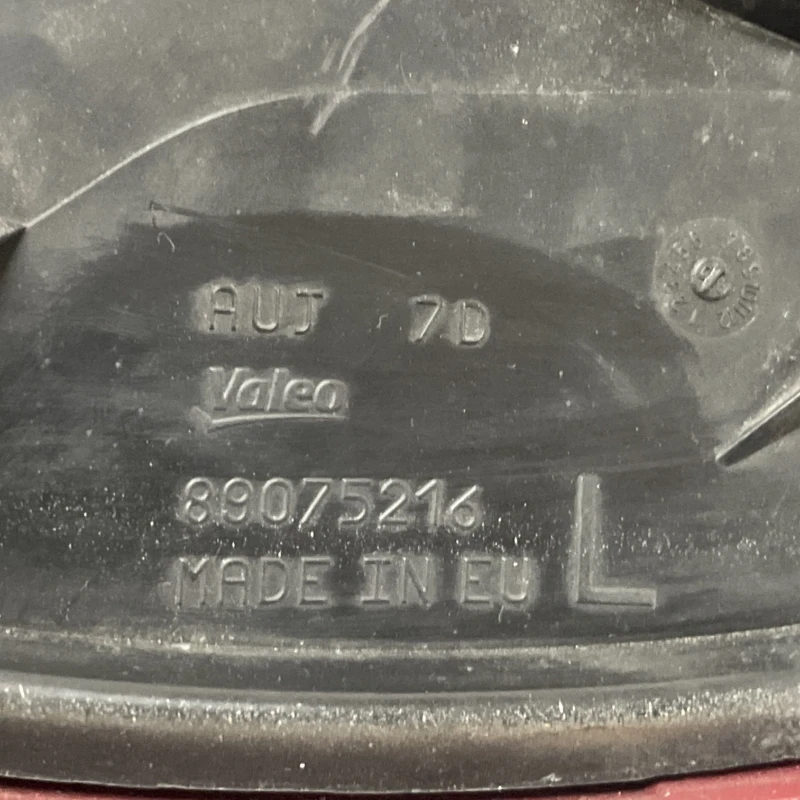 AUJ 7D
Valeo
89075216
MADE IN EU
L